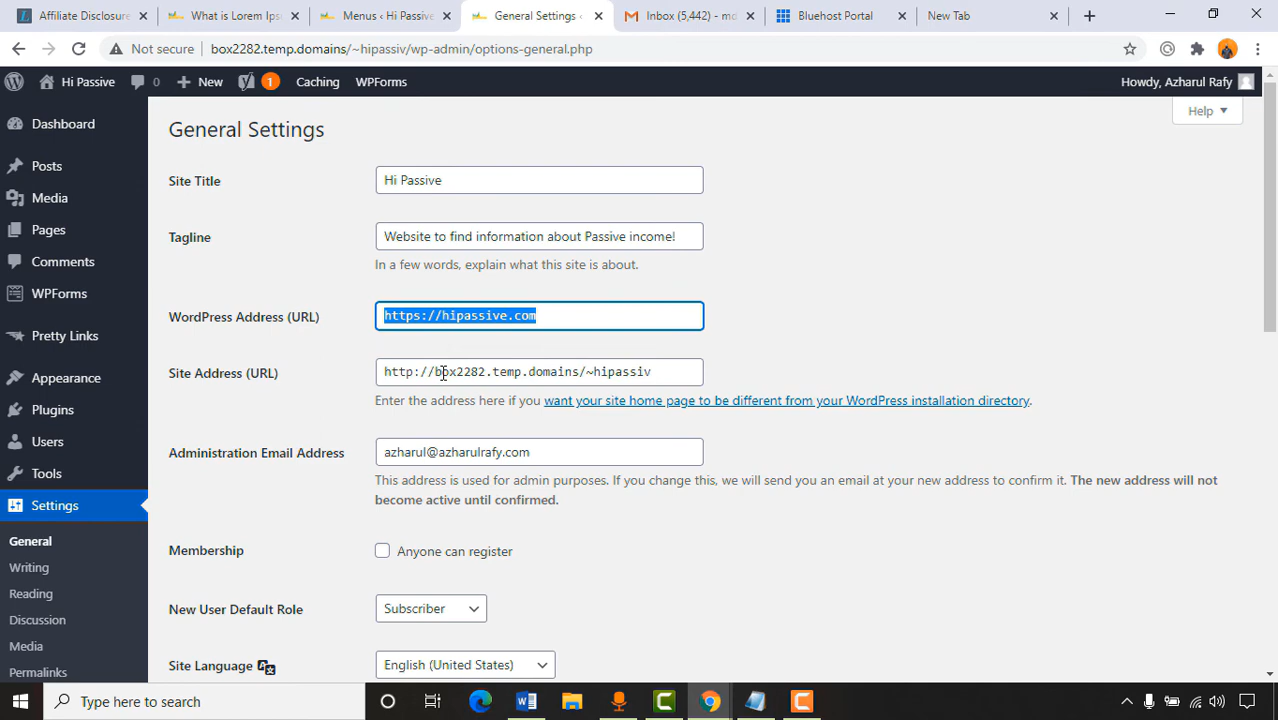 Affiliate Disclosure
What is Lorem Ips
Menus ‹ Hi Passive
General Settings ‹
Inbox (5,442) - md
Bluehost Portal
New Tab
Not secure
box2282.temp.domains/~hipassiv/wp-admin/options-general.php
Hi Passive
0
New
1
Caching
WPForms
Howdy, Azharul Rafy
Help
Dashboard
Posts
Media
Pages
Comments
WPForms
Pretty Links
Appearance
Plugins
Users
Tools
Settings
General
Writing
Reading
Discussion
Media
Permalinks
General Settings
Site Title
Hi Passive
Tagline
Website to find information about Passive income!
In a few words, explain what this site is about.
WordPress Address (URL)
https://hipassive.com
Site Address (URL)
http://box2282.temp.domains/~hipassiv
Enter the address here if you want your site home page to be different from your WordPress installation directory.
Administration Email Address
azharul@azharulrafy.com
This address is used for admin purposes. If you change this, we will send you an email at your new address to confirm it. The new address will not
become active until confirmed.
Membership
Anyone can register
New User Default Role
Subscriber
Site Language
English (United States)
Type here to search